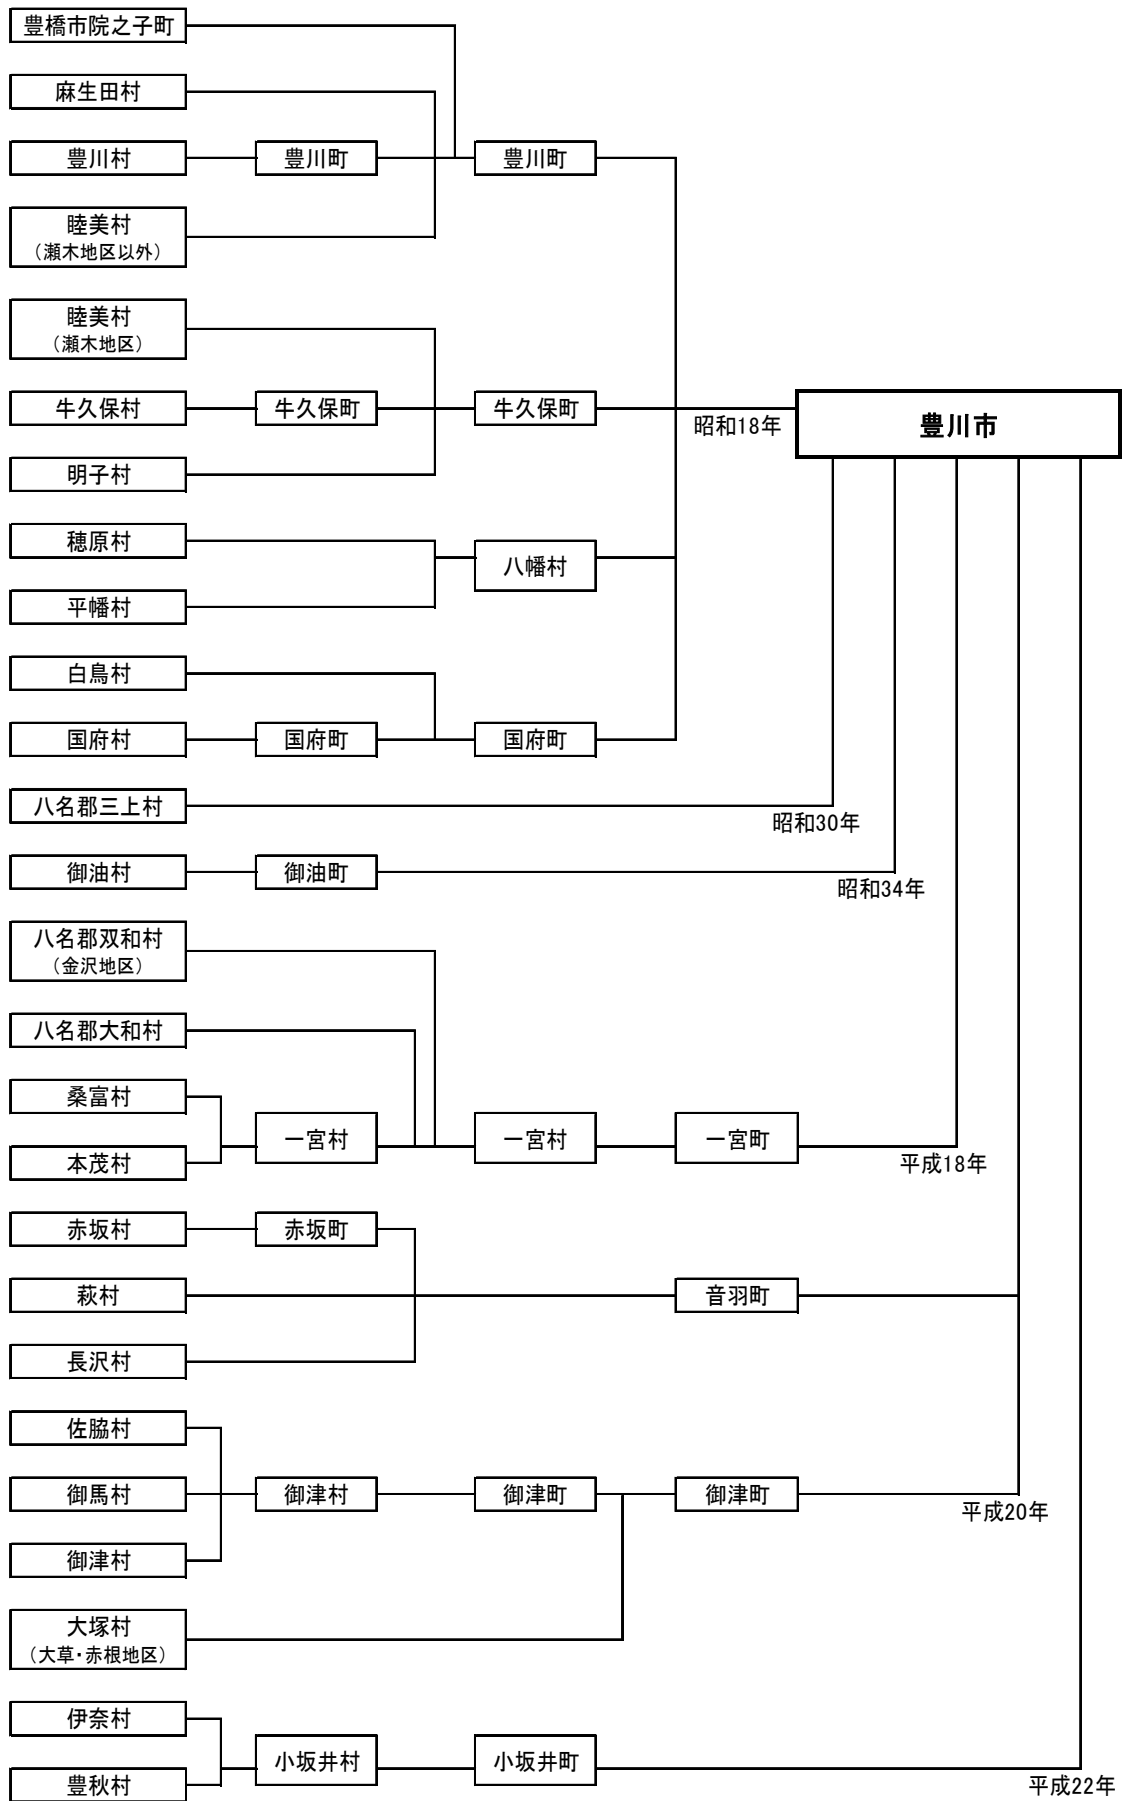 豊橋市院之子町
麻生田村
豊川村
豊川町
豊川町
睦美村
（瀬木地区以外）
睦美村
（瀬木地区）
牛久保村
牛久保町
牛久保町
昭和18年
豊川市
明子村
穂原村
八幡村
平幡村
白鳥村
国府村
国府町
国府町
八名郡三上村
昭和30年
御油村
御油町
昭和34年
八名郡双和村
（金沢地区）
八名郡大和村
桑富村
一宮村
一宮村
一宮町
本茂村
平成18年
赤坂村
赤坂町
萩村
音羽町
長沢村
佐脇村
御馬村
御津村
御津町
御津町
平成20年
御津村
大塚村
（大草・赤根地区）
伊奈村
小坂井村
小坂井町
豊秋村
平成22年